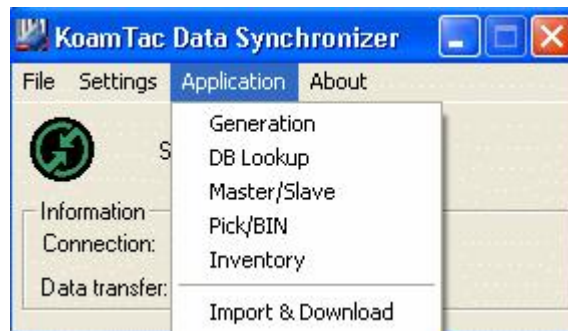 KoamTac Data Synchronizer
File Settings Application About
Generation
S
DB Lookup
Master/Slave
Information
Pick/BIN
Connection:
Inventory
Data transfer:
Import & Download